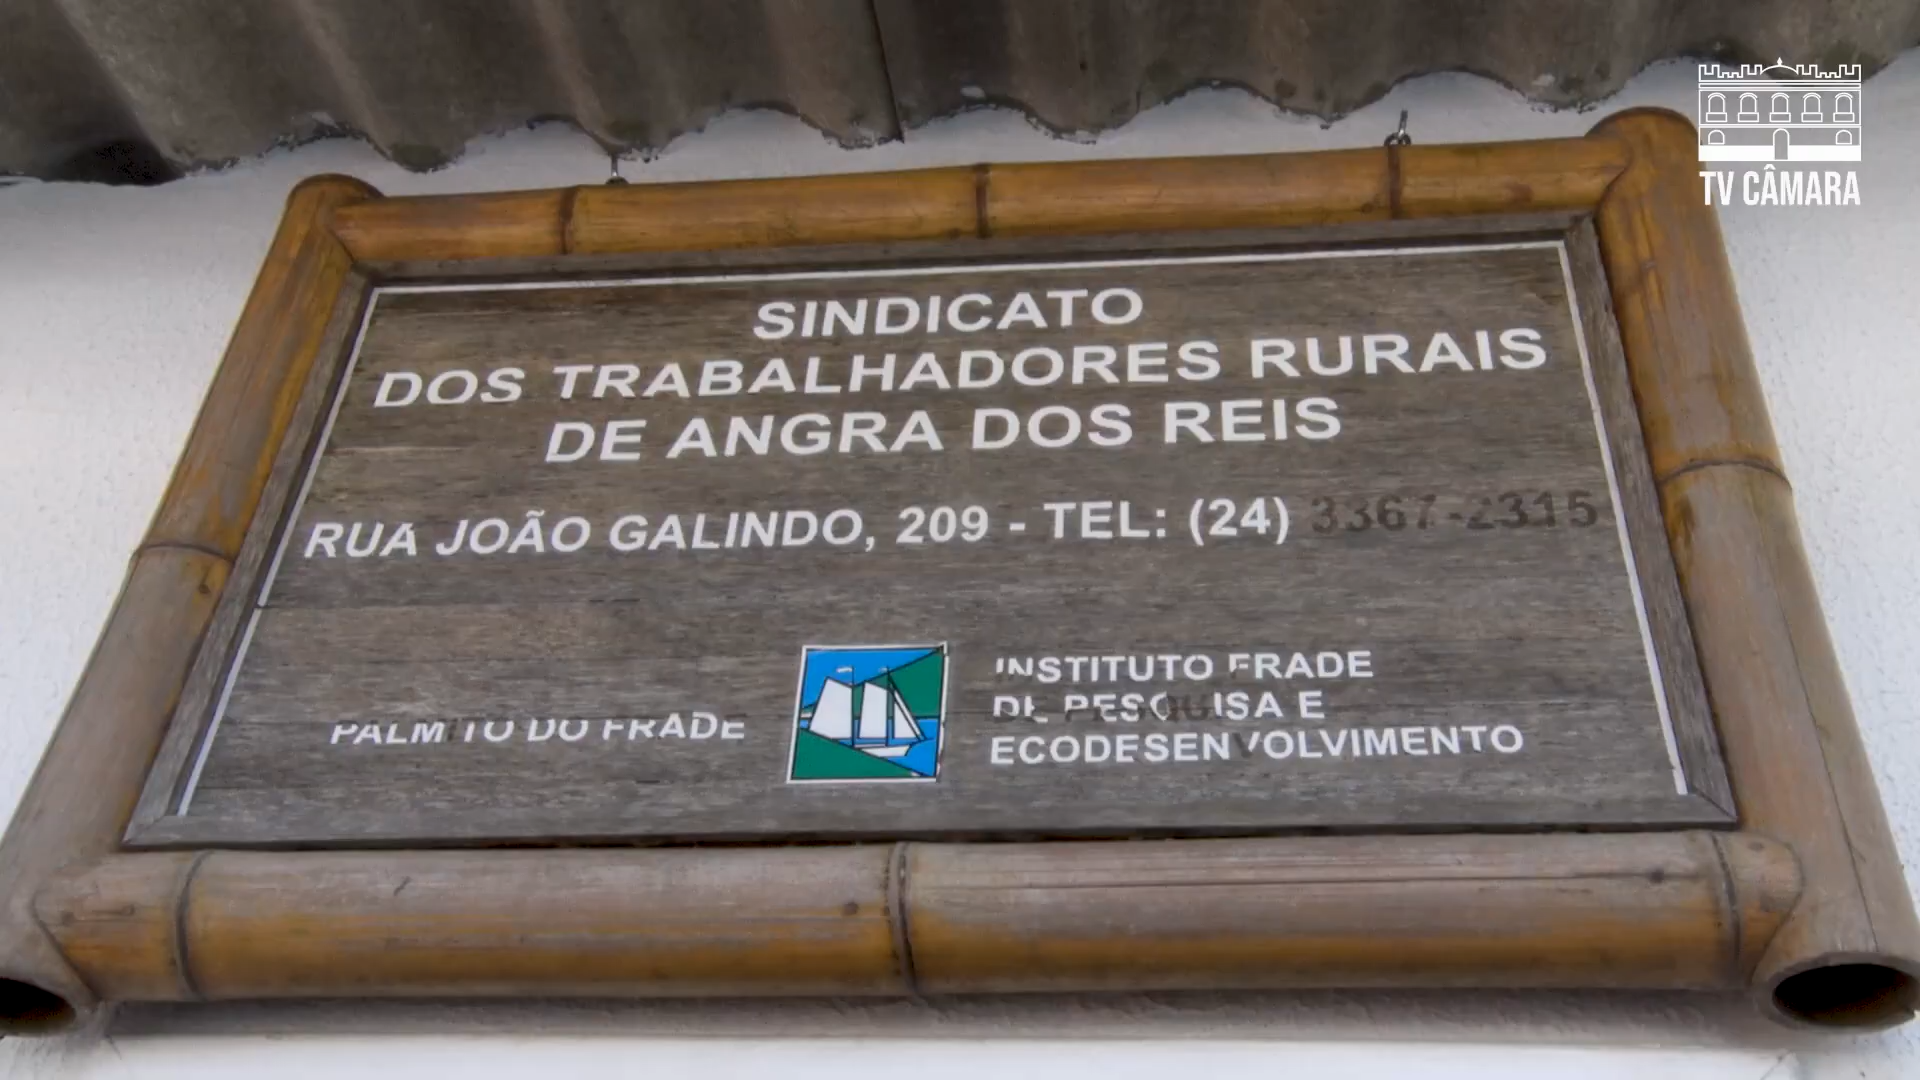 TV CÂMARA
SINDICATO
DOS TRABALHADORES RURAIS
DE ANGRA DOS REIS
RUA JOÃO GALINDO, 209 - TEL: (24) 3367-2315
PALMITO DO FRADE
INSTITUTO FRADE
DE PESQUISA E
ECODESENVOLVIMENTO